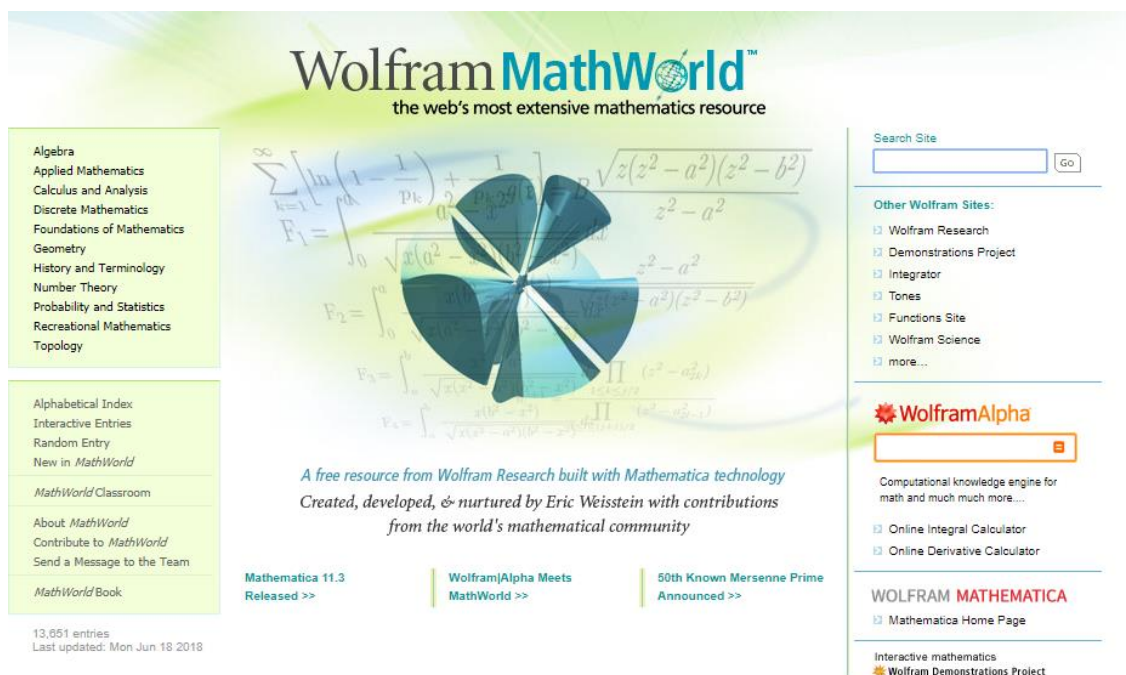 Wolfram MathWorld™
the web's most extensive mathematics resource
Algebra
Applied Mathematics
Calculus and Analysis
Discrete Mathematics
Foundations of Mathematics
Geometry
History and Terminology
Number Theory
Probability and Statistics
Recreational Mathematics
Topology
Alphabetical Index
Interactive Entries
Random Entry
New in MathWorld
MathWorld Classroom
About MathWorld
Contribute to MathWorld
Send a Message to the Team
MathWorld Book
13,651 entries
Last updated: Mon Jun 18 2018
A free resource from Wolfram Research built with Mathematica technology
Created, developed, & nurtured by Eric Weisstein with contributions
from the world's mathematical community
Mathematica 11.3
Released >>
Wolfram|Alpha Meets
MathWorld >>
50th Known Mersenne Prime
Announced >>
Search Site
GO
Other Wolfram Sites:
Wolfram Research
Demonstrations Project
Integrator
Tones
Functions Site
Wolfram Science
more...
WolframAlpha
Computational knowledge engine for
math and much much more....
Online Integral Calculator
Online Derivative Calculator
WOLFRAM MATHEMATICA
Mathematica Home Page
Interactive mathematics
Wolfram Demonstrations Project